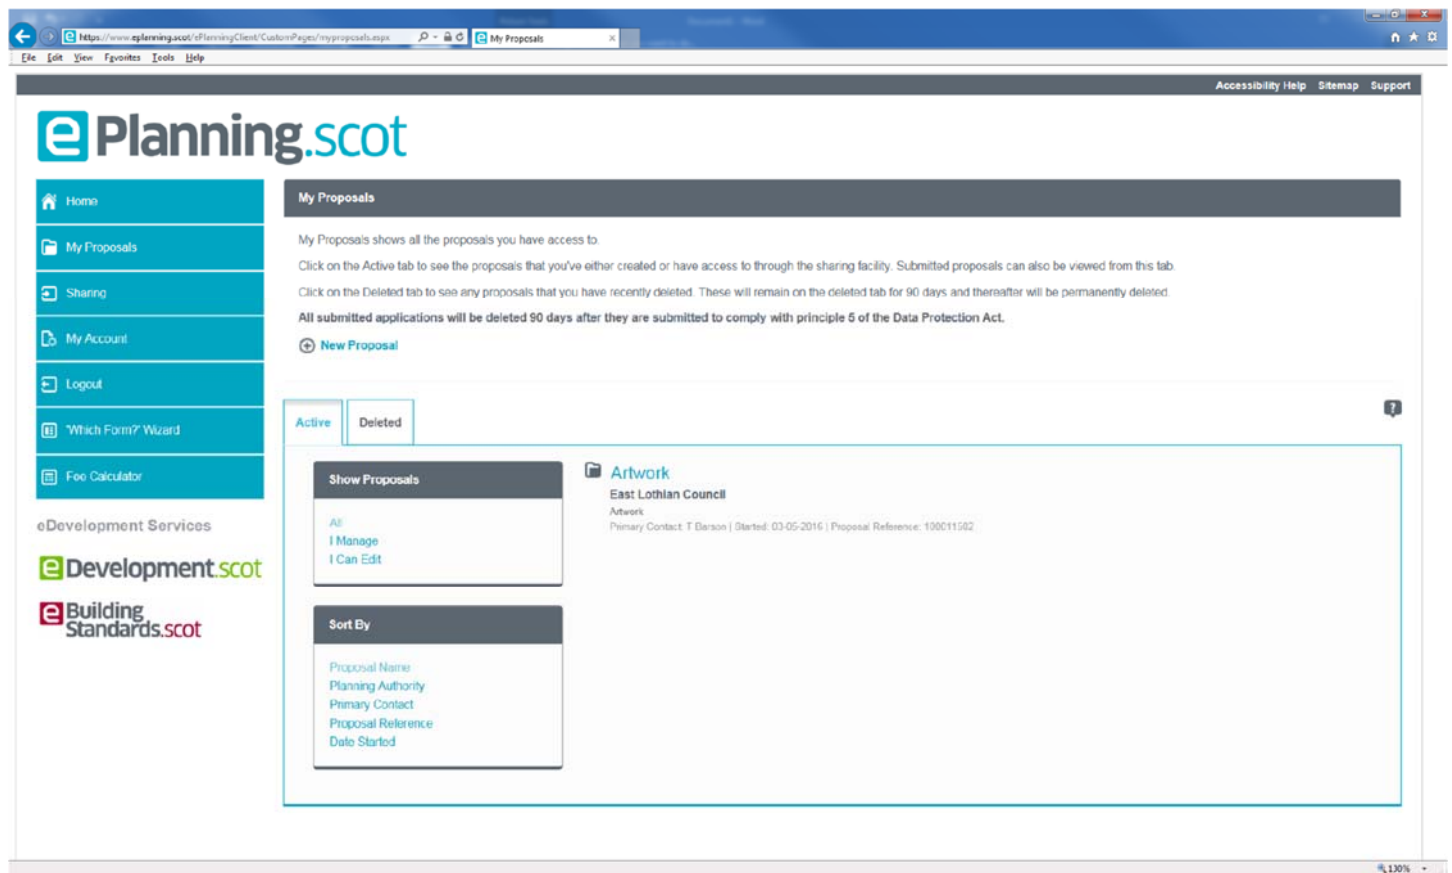 https://www.eplanning.scot/ePlanningClient/CustomPages/myproposals.aspx
My Proposals
File Edit View Favorites Tools Help
Accessibility Help Sitemap Support
e Planning.scot
Home
My Proposals
Sharing
My Account
Logout
"Which Form?" Wizard
Fee Calculator
eDevelopment Services
e Development.scot
e Building
Standards.scot
My Proposals
My Proposals shows all the proposals you have access to.
Click on the Active tab to see the proposals that you've either created or have access to through the sharing facility. Submitted proposals can also be viewed from this tab.
Click on the Deleted tab to see any proposals that you have recently deleted. These will remain on the deleted tab for 90 days and thereafter will be permanently deleted.
All submitted applications will be deleted 90 days after they are submitted to comply with principle 5 of the Data Protection Act.
New Proposal
Active Deleted
?
Show Proposals
All
I Manage
I Can Edit
Sort By
Proposal Name
Planning Authority
Primary Contact
Proposal Reference
Date Started
Artwork
East Lothian Council
Artwork
Primary Contact: T Barson | Started: 03-05-2016 | Proposal Reference: 100011502
130%